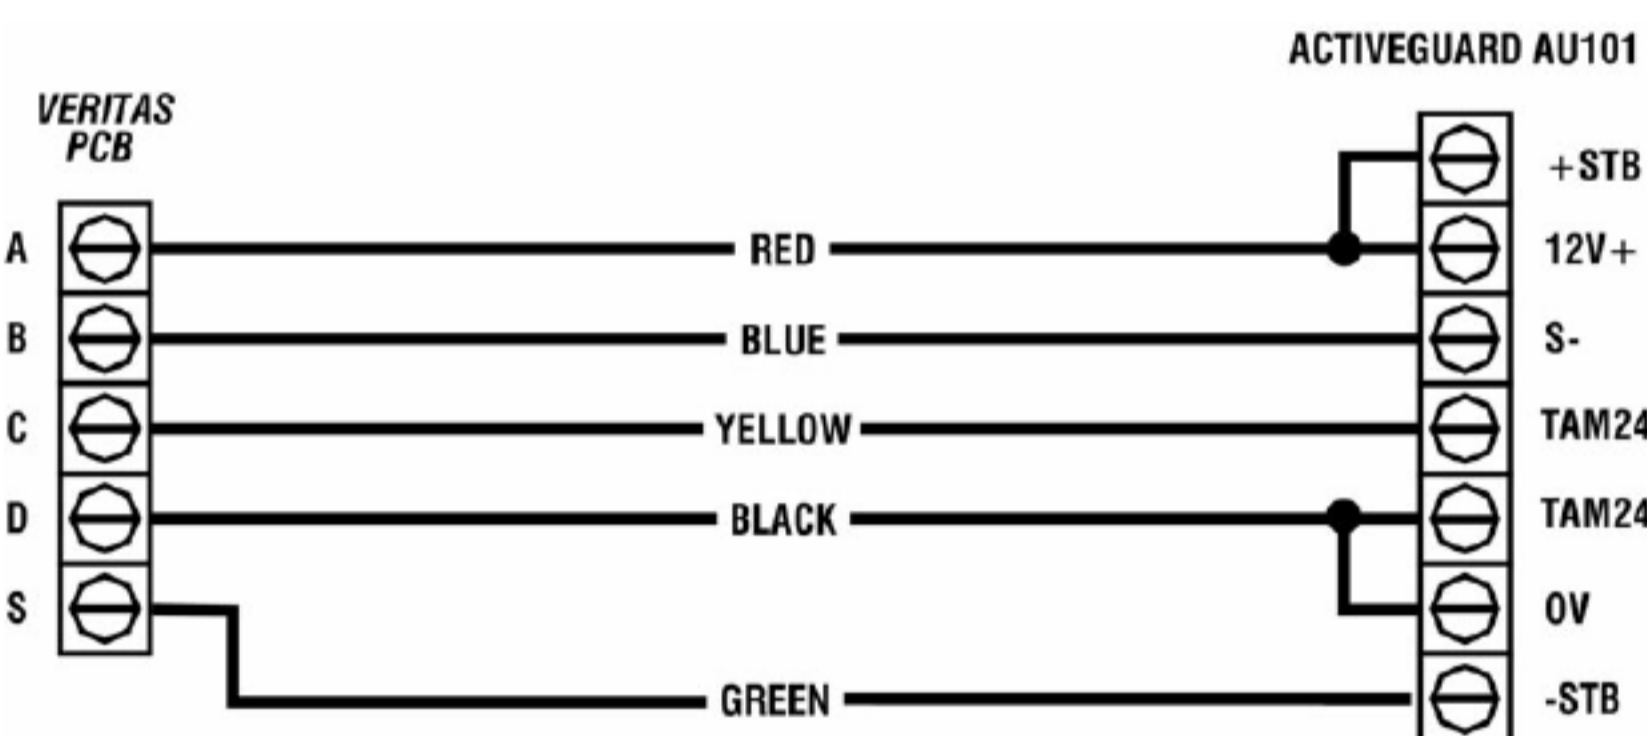 ACTIVEGUARD AU101
VERITAS
PCB
+STB
A RED 12V+
B BLUE S-
C YELLOW TAM24
D BLACK TAM24
S 0V
GREEN -STB